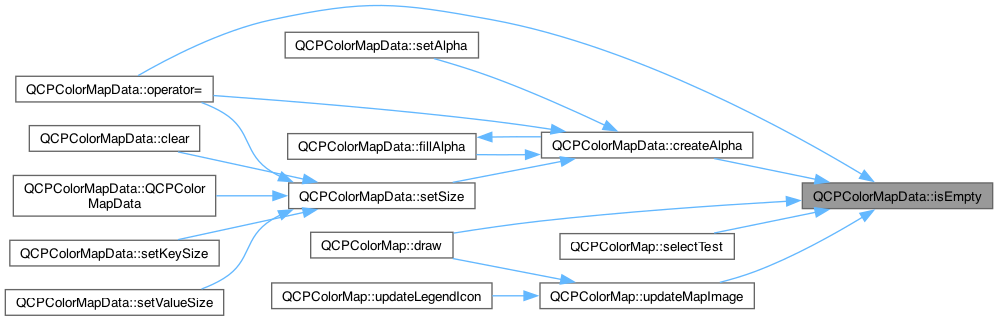 QCPColorMapData::setAlpha
QCPColorMapData::operator=
QCPColorMapData::clear
QCPColorMapData::fillAlpha
QCPColorMapData::createAlpha
QCPColorMapData::QCPColor
MapData
QCPColorMapData::setSize
QCPColorMapData::isEmpty
QCPColorMapData::setKeySize
QCPColorMap::draw
QCPColorMap::selectTest
QCPColorMapData::setValueSize
QCPColorMap::updateLegendIcon
QCPColorMap::updateMapImage